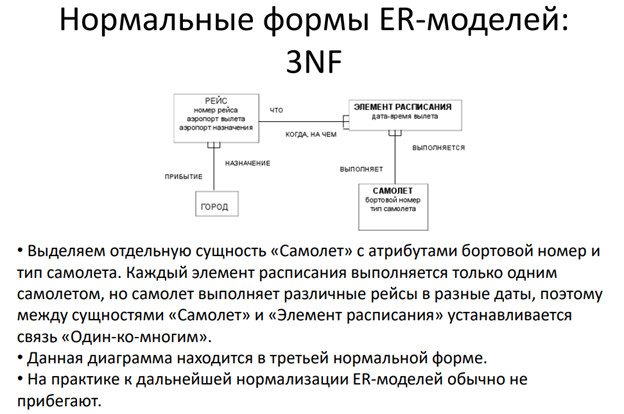 Нормальные формы ER-моделей:
3NF
РЕЙС
номер рейса
аэропорт вылета
аэропорт назначения
ЧТО
КОГДА, НА ЧЕМ
ЭЛЕМЕНТ РАСПИСАНИЯ
дата-время вылета
НАЗНАЧЕНИЕ
ПРИБЫТИЕ
ГОРОД
ВЫПОЛНЯЕТСЯ
ВЫПОЛНЯЕТ
САМОЛЕТ
бортовой номер
тип самолета
• Выделяем отдельную сущность «Самолет» с атрибутами бортовой номер и
тип самолета. Каждый элемент расписания выполняется только одним
самолетом, но самолет выполняет различные рейсы в разные даты, поэтому
между сущностями «Самолет» и «Элемент расписания» устанавливается
связь «Один-ко-многим».
• Данная диаграмма находится в третьей нормальной форме.
• На практике к дальнейшей нормализации ER-моделей обычно не
прибегают.